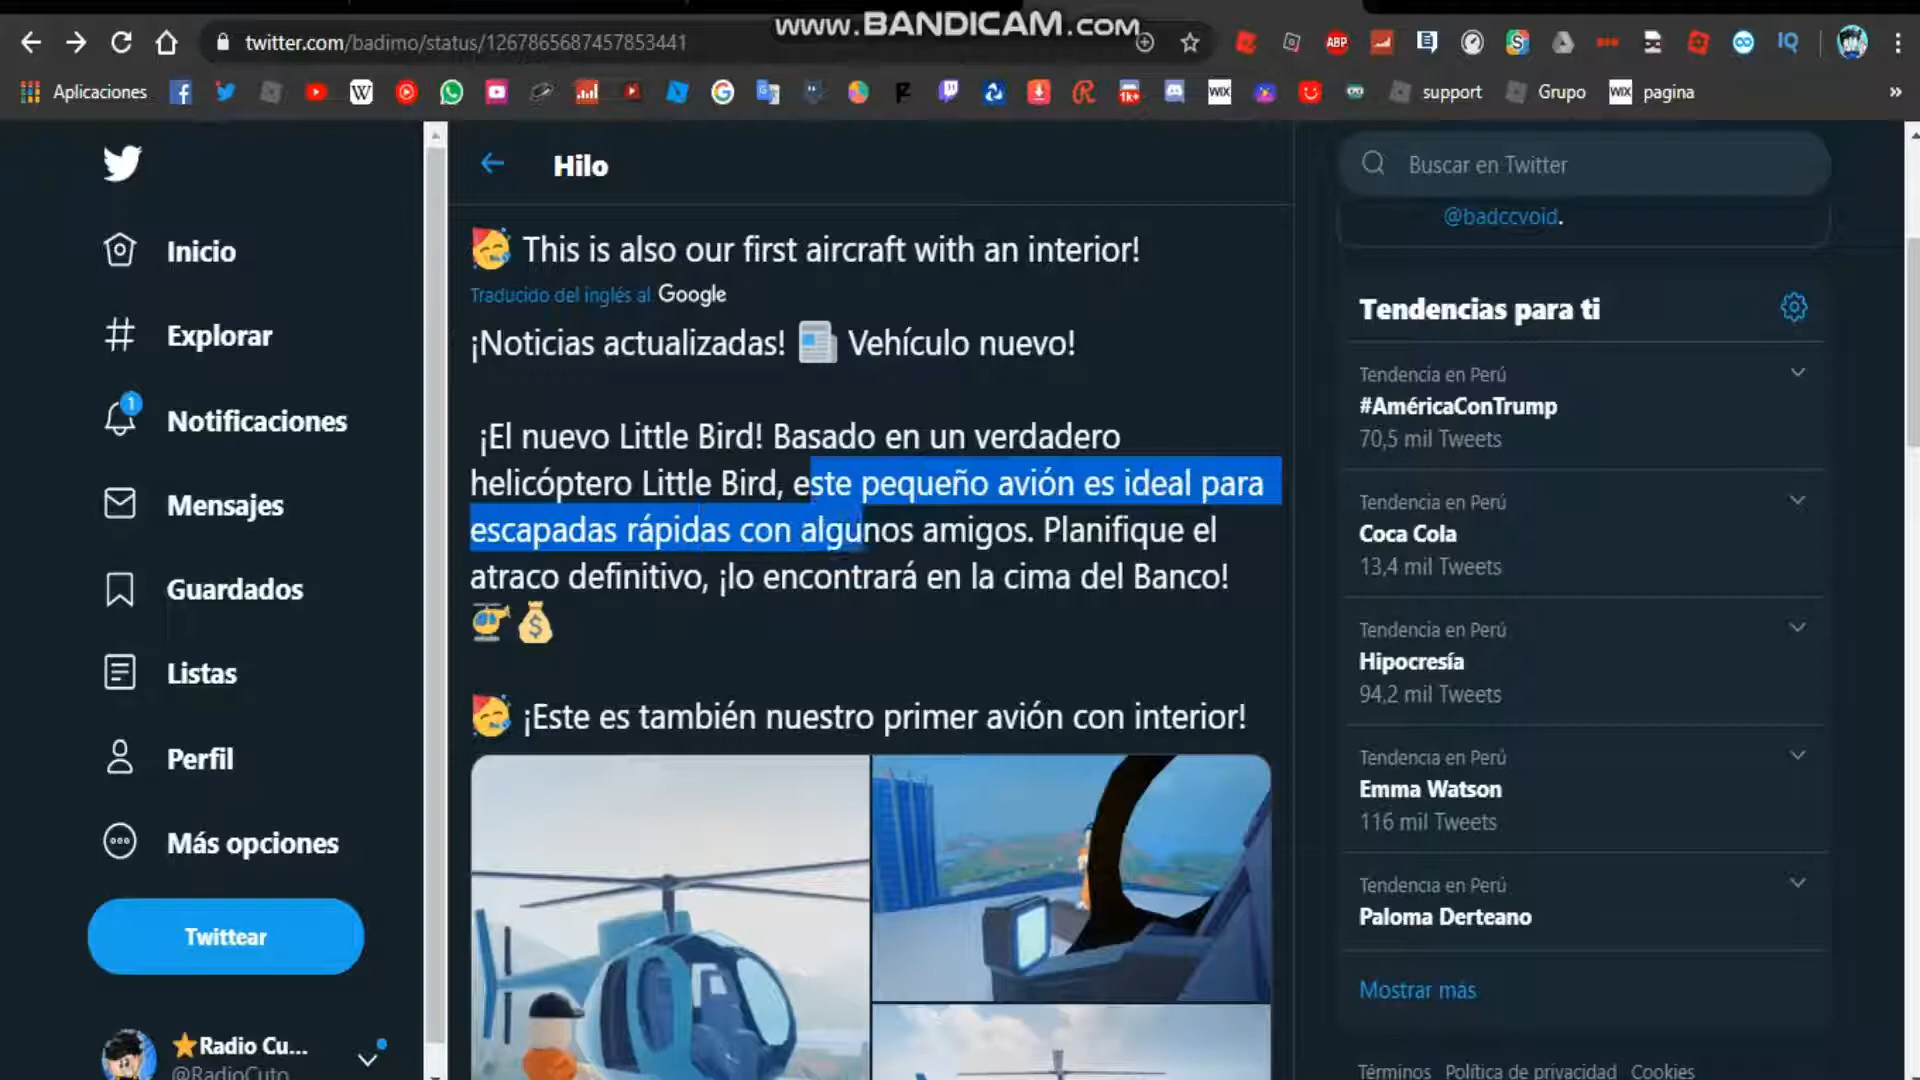 www.BANDICAM.com
twitter.com/badimo/status/1267865687457853441
ABP
IQ
Aplicaciones
W
1K+
WiX
support
Grupo
WiX
pagina
»
Hilo
Buscar en Twitter
@badccvoid.
Inicio
Explorar
1
Notificaciones
Mensajes
Guardados
Listas
Perfil
Más opciones
Twittear
Radio Cu...
@RadioCuto
This is also our first aircraft with an interior!
Traducido del inglés al Google
¡Noticias actualizadas! 📰 Vehículo nuevo!
¡El nuevo Little Bird! Basado en un verdadero
helicóptero Little Bird, este pequeño avión es ideal para
escapadas rápidas con algunos amigos. Planifique el
atraco definitivo, ¡lo encontrará en la cima del Banco!
¡Este es también nuestro primer avión con interior!
Tendencias para ti
Tendencia en Perú
#AméricaConTrump
70,5 mil Tweets
Tendencia en Perú
Coca Cola
13,4 mil Tweets
Tendencia en Perú
Hipocresía
94,2 mil Tweets
Tendencia en Perú
Emma Watson
116 mil Tweets
Tendencia en Perú
Paloma Derteano
Mostrar más
Términos Política de privacidad Cookies